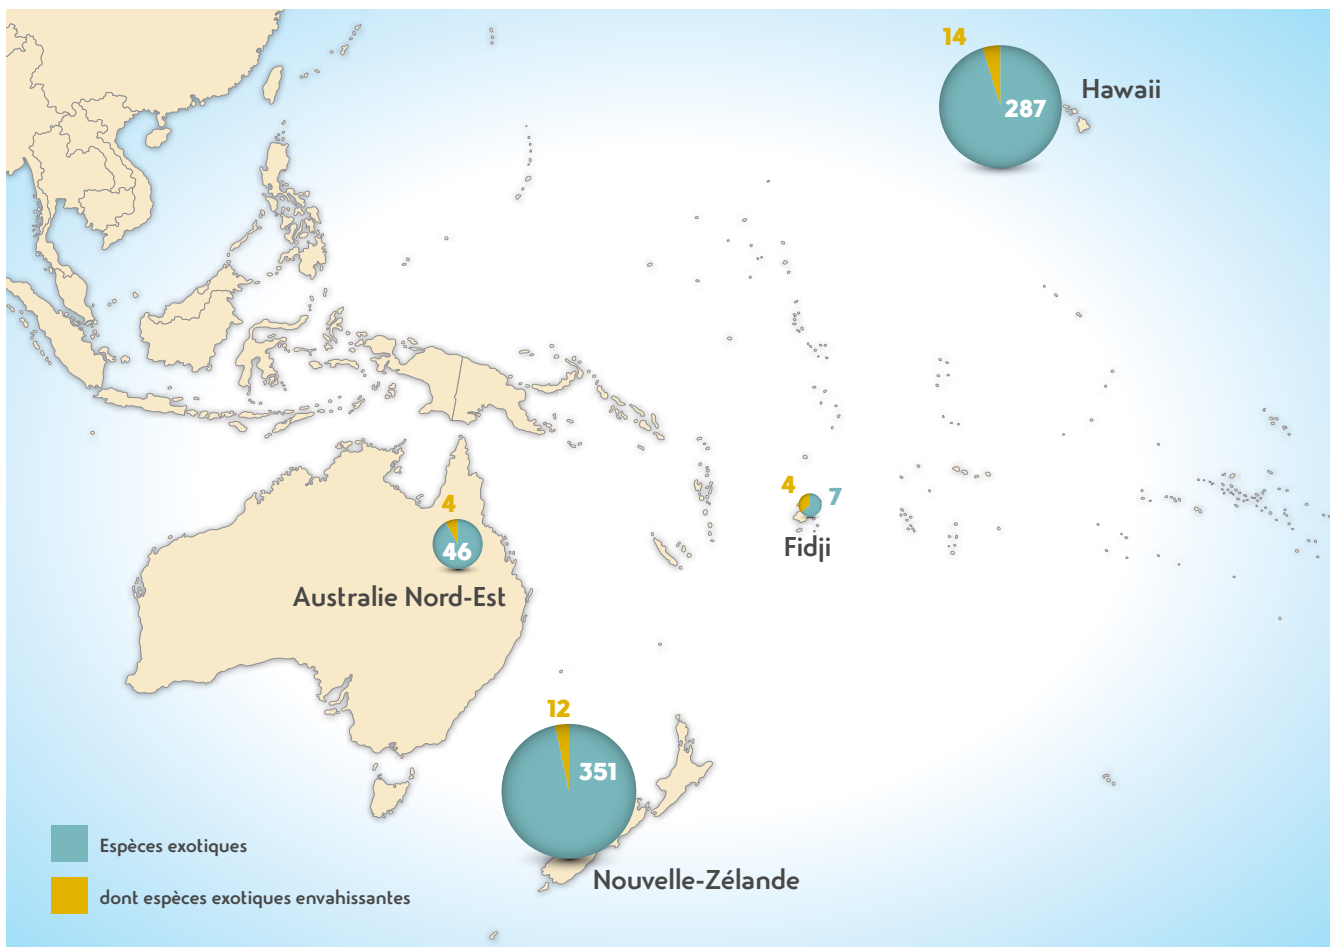 14
287
Hawaii
4
7
Fidji
4
46
Australie Nord-Est
12
351
Nouvelle-Zélande
Espèces exotiques
dont espèces exotiques envahissantes